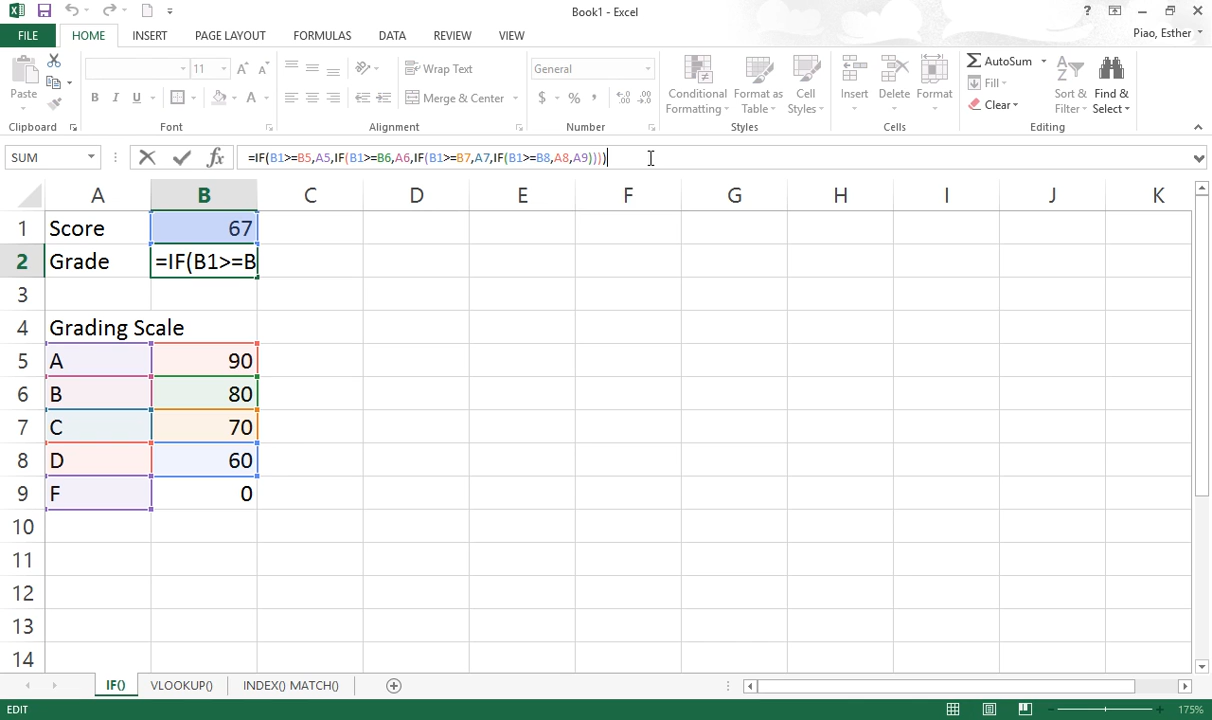 Book1 - Excel
?
FILE HOME INSERT PAGE LAYOUT FORMULAS DATA REVIEW VIEW
Piao, Esther
Paste
11
B I U
A
Wrap Text
Merge & Center
General
$ %
Conditional Formatting
Format as Table
Cell Styles
Insert
Delete
Format
AutoSum
Fill
Clear
Sort & Filter
Find & Select
Clipboard Font Alignment Number Styles Cells Editing
SUM fx =IF(B1>=B5,A5,IF(B1>=B6,A6,IF(B1>=B7,A7,IF(B1>=B8,A8,A9))))
A B C D E F G H I J K
1 Score 67
2 Grade =IF(B1>=B
3
4 Grading Scale
5 A 90
6 B 80
7 C 70
8 D 60
9 F 0
10
11
12
13
14
IF() VLOOKUP() INDEX() MATCH()
EDIT 175%